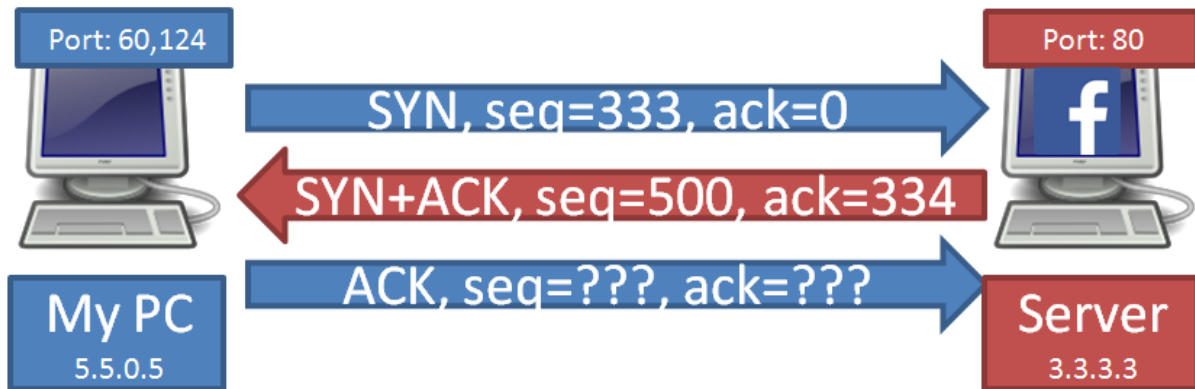 Port: 60,124
Port: 80
SYN, seq=333, ack=0
f
SYN+ACK, seq=500, ack=334
ACK, seq=???, ack=???
My PC
5.5.0.5
Server
3.3.3.3